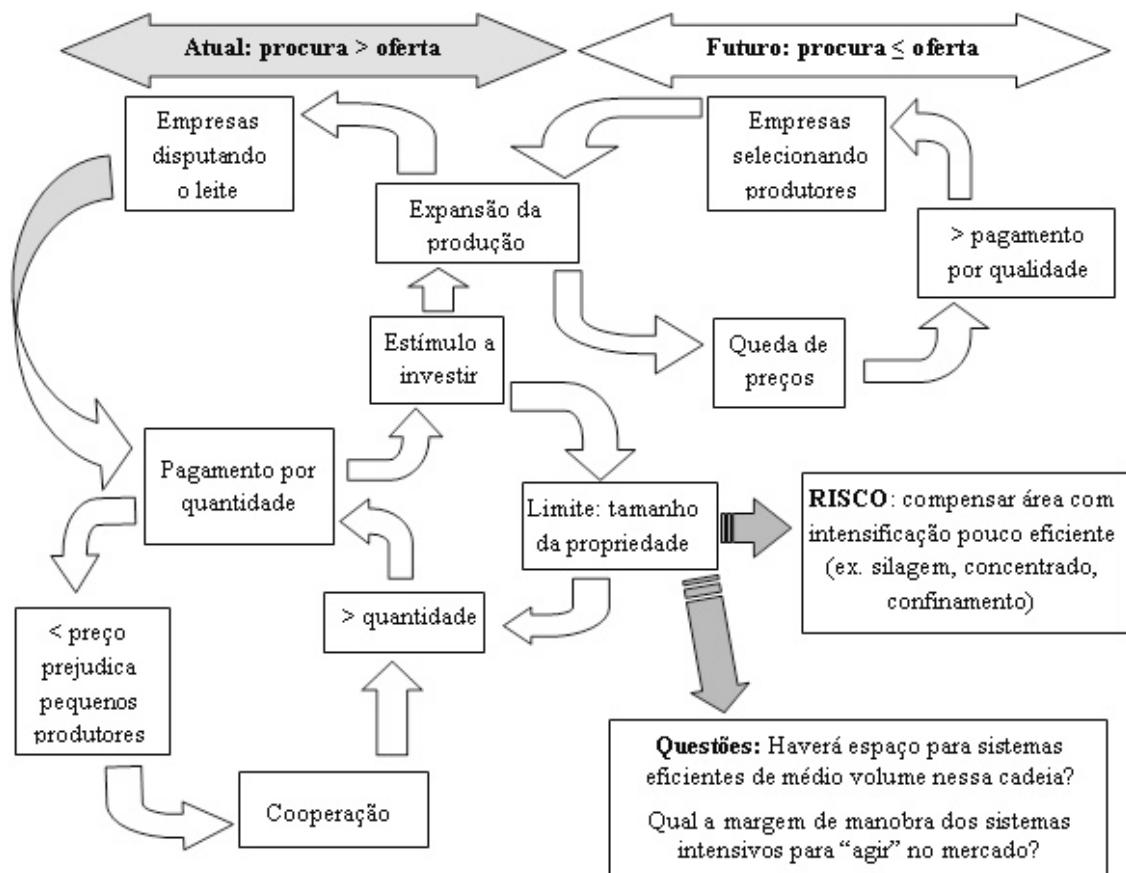 Atual: procura > oferta
Futuro: procura ≤ oferta
Empresas
disputando
o leite
Empresas
selecionando
produtores
Expansão da
produção
> pagamento
por qualidade
Estímulo a
investir
Queda de
preços
Pagamento por
quantidade
Limite: tamanho
da propriedade
RISCO: compensar área com
intensificação pouco eficiente
(ex. silagem, concentrado,
confinamento)
> quantidade
< preço
prejudica
pequenos
produtores
Cooperação
Questões: Haverá espaço para sistemas
eficientes de médio volume nessa cadeia?
Qual a margem de manobra dos sistemas
intensivos para “agir” no mercado?